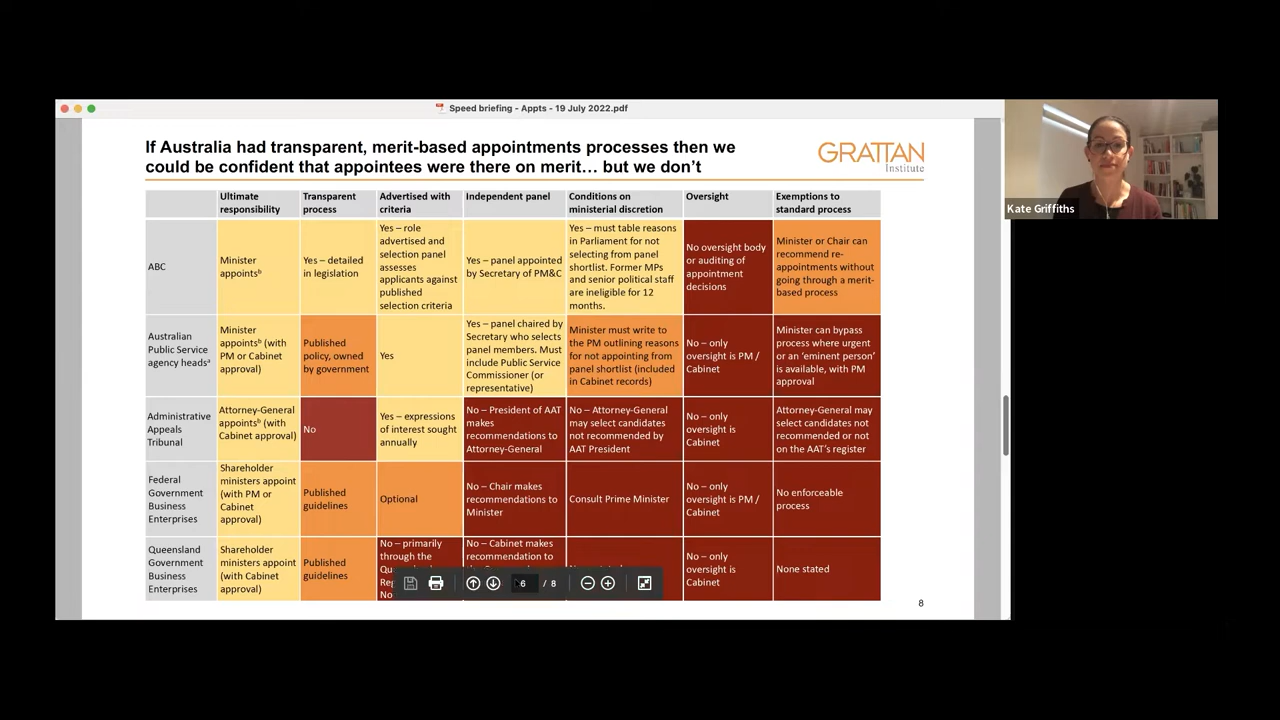 Speed briefing - Appts - 19 July 2022.pdf
If Australia had transparent, merit-based appointments processes then we
could be confident that appointees were there on merit… but we don't
GRATTAN
Institute
Kate Griffiths
Ultimate
responsibility
Transparent
process
Advertised with
criteria
Independent panel
Conditions on
ministerial discretion
Oversight
Exemptions to
standard process
ABC
Minister
appointsᵇ
Yes – detailed
in legislation
Yes – role
advertised and
selection panel
assesses
applicants against
published
selection criteria
Yes – panel appointed
by Secretary of PM&C
Yes – must table reasons
in Parliament for not
selecting from panel
shortlist. Former MPs
and senior political staff
are ineligible for 12
months.
No oversight body
or auditing of
appointment
decisions
Minister or Chair can
recommend re-
appointments without
going through a merit-
based process
Australian
Public Service
agency headsᵃ
Minister
appointsᵇ (with
PM or Cabinet
approval)
Published
policy, owned
by government
Yes
Yes – panel chaired by
Secretary who selects
panel members. Must
include Public Service
Commissioner (or
representative)
Minister must write to
the PM outlining reasons
for not appointing from
panel shortlist (included
in Cabinet records)
No – only
oversight is PM /
Cabinet
Minister can bypass
process where urgent
or an 'eminent person'
is available, with PM
approval
Administrative
Appeals
Tribunal
Attorney-General
appointsᵇ (with
Cabinet approval)
No
Yes – expressions
of interest sought
annually
No – President of AAT
makes
recommendations to
Attorney-General
No – Attorney-General
may select candidates
not recommended by
AAT President
No – only
oversight is
Cabinet
Attorney-General may
select candidates not
recommended or not
on the AAT's register
Federal
Government
Business
Enterprises
Shareholder
ministers appoint
(with PM or
Cabinet
approval)
Published
guidelines
Optional
No – Chair makes
recommendations to
Minister
Consult Prime Minister
No – only
oversight is PM /
Cabinet
No enforceable
process
Queensland
Government
Business
Enterprises
Shareholder
ministers appoint
(with Cabinet
approval)
Published
guidelines
No – primarily
through the
No
No – Cabinet makes
recommendation to
No – only
oversight is
Cabinet
None stated
6 / 8
8